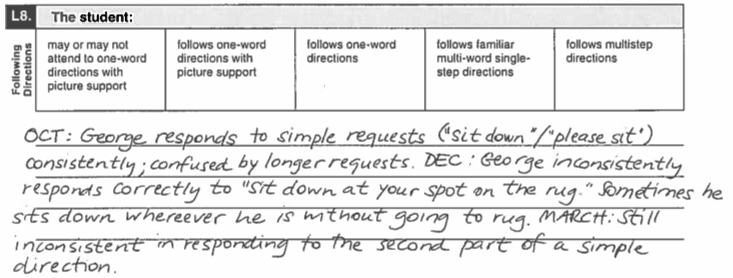 L8. The student:
Following Directions
may or may not attend to one-word directions with picture support
follows one-word directions with picture support
follows one-word directions
follows familiar multi-word single-step directions
follows multistep directions
OCT: George responds to simple requests ("sit down"/"please sit")
consistently; confused by longer requests. DEC: George inconsistently
responds correctly to "sit down at your spot on the rug." Sometimes he
sits down whereever he is without going to rug. MARCH: Still
inconsistent in responding to the second part of a simple
direction.